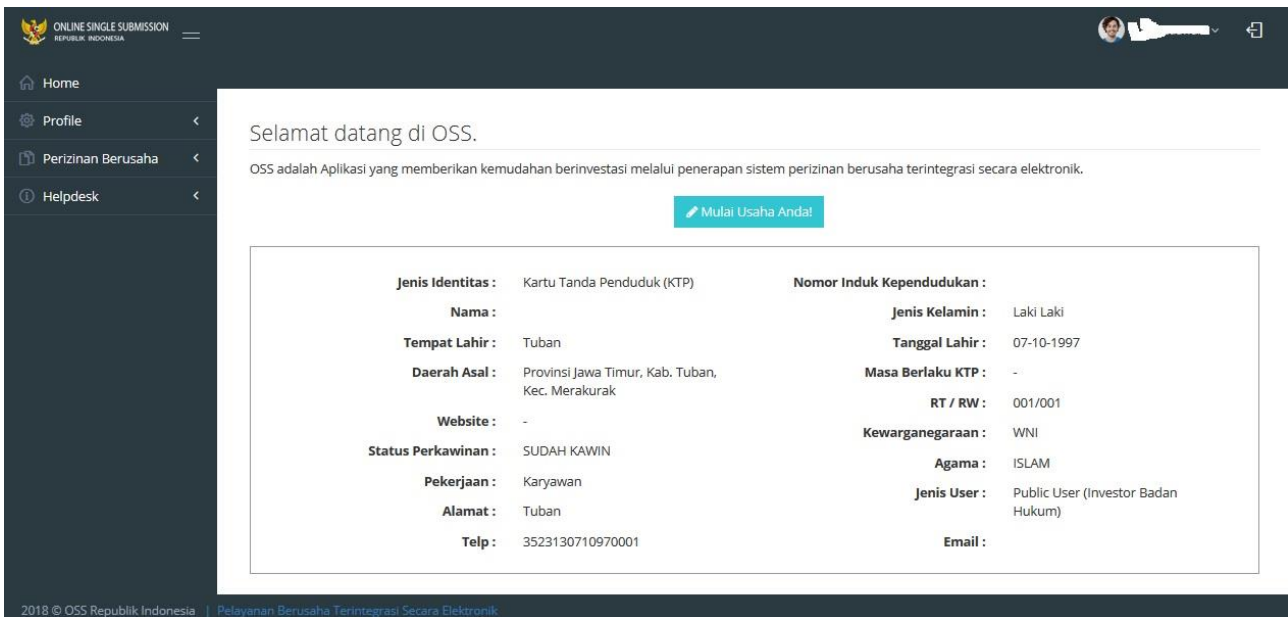 ONLINE SINGLE SUBMISSION
REPUBLIK INDONESIA
Home
Profile
Perizinan Berusaha
Helpdesk
Selamat datang di OSS.
OSS adalah Aplikasi yang memberikan kemudahan berinvestasi melalui penerapan sistem perizinan berusaha terintegrasi secara elektronik.
Mulai Usaha Anda!
Jenis Identitas : Kartu Tanda Penduduk (KTP)
Nama :
Tempat Lahir : Tuban
Daerah Asal : Provinsi Jawa Timur, Kab. Tuban,
Kec. Merakurak
Website : -
Status Perkawinan : SUDAH KAWIN
Pekerjaan : Karyawan
Alamat : Tuban
Telp : 3523130710970001
Nomor Induk Kependudukan :
Jenis Kelamin : Laki Laki
Tanggal Lahir : 07-10-1997
Masa Berlaku KTP : -
RT / RW : 001/001
Kewarganegaraan : WNI
Agama : ISLAM
Jenis User : Public User (Investor Badan
Hukum)
Email :
2018 © OSS Republik Indonesia | Pelayanan Berusaha Terintegrasi Secara Elektronik